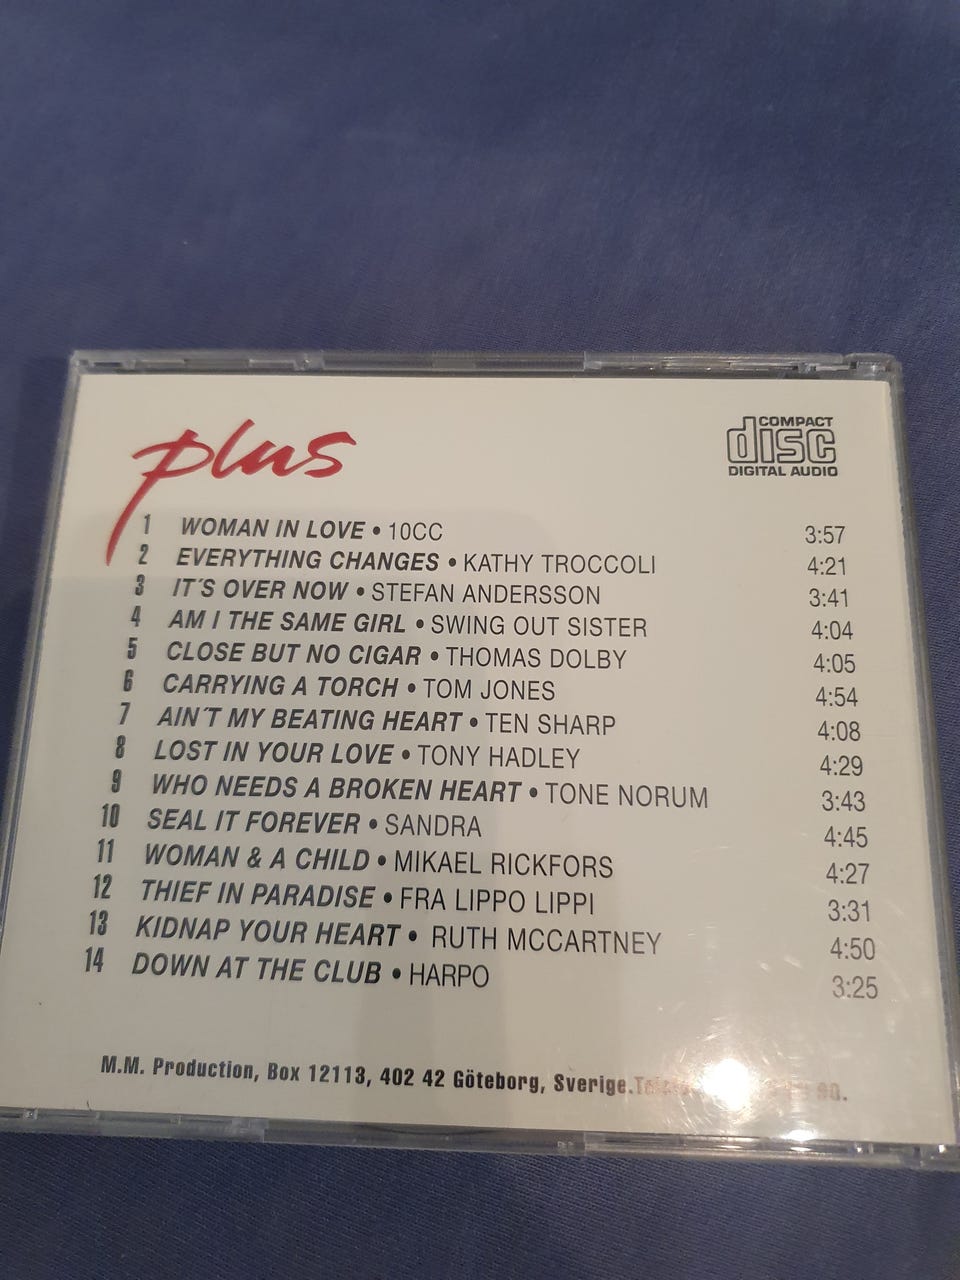 plus
COMPACT
disc
DIGITAL AUDIO
1 WOMAN IN LOVE • 10CC 3:57
2 EVERYTHING CHANGES • KATHY TROCCOLI 4:21
3 IT´S OVER NOW • STEFAN ANDERSSON 3:41
4 AM I THE SAME GIRL • SWING OUT SISTER 4:04
5 CLOSE BUT NO CIGAR • THOMAS DOLBY 4:05
6 CARRYING A TORCH • TOM JONES 4:54
7 AIN´T MY BEATING HEART • TEN SHARP 4:08
8 LOST IN YOUR LOVE • TONY HADLEY 4:29
9 WHO NEEDS A BROKEN HEART • TONE NORUM 3:43
10 SEAL IT FOREVER • SANDRA 4:45
11 WOMAN & A CHILD • MIKAEL RICKFORS 4:27
12 THIEF IN PARADISE • FRA LIPPO LIPPI 3:31
13 KIDNAP YOUR HEART • RUTH MCCARTNEY 4:50
14 DOWN AT THE CLUB • HARPO 3:25
M.M. Production, Box 12113, 402 42 Göteborg, Sverige.